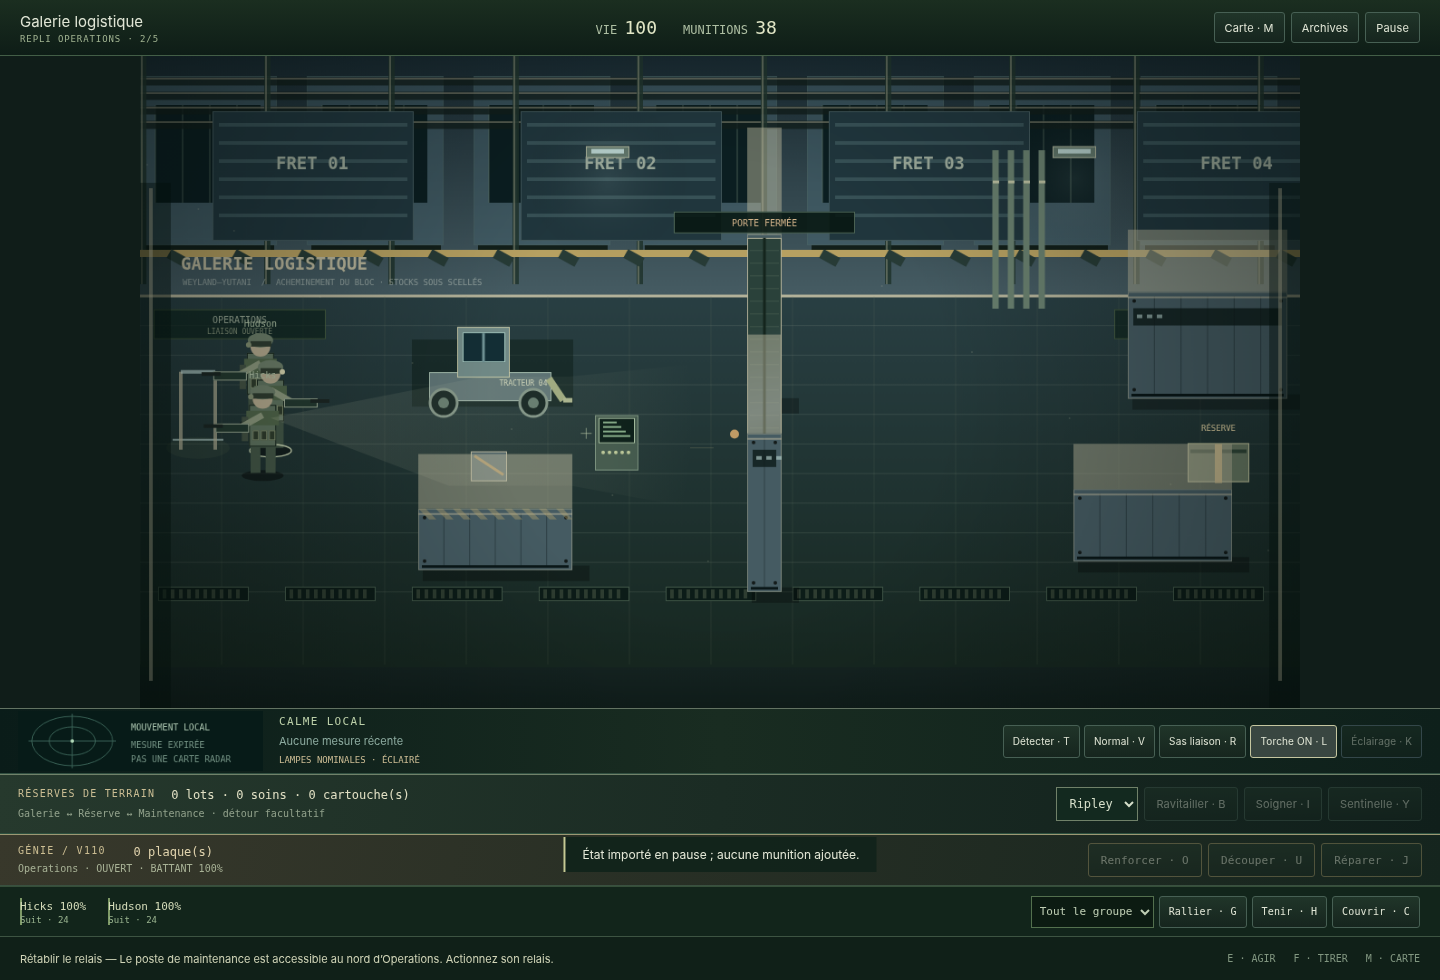 Galerie logistique
REPLI OPERATIONS · 2/5
VIE 100 MUNITIONS 38
Carte · M
Archives
Pause
FRET 01
FRET 02
FRET 03
FRET 04
PORTE FERMÉE
GALERIE LOGISTIQUE
WEYLAND-YUTANI / ACHEMINEMENT DU BLOC · STOCKS SOUS SCELLÉS
OPERATIONS
LIAISON OUVERTE
Hudson
Hicks
TRACTEUR 04
RÉSERVE
MOUVEMENT LOCAL
MESURE EXPIRÉE
PAS UNE CARTE RADAR
CALME LOCAL
Aucune mesure récente
LAMPES NOMINALES · ÉCLAIRÉ
Détecter · T
Normal · V
Sas liaison · R
Torche ON · L
Éclairage · K
RÉSERVES DE TERRAIN 0 lots · 0 soins · 0 cartouche(s)
Galerie ↔ Réserve ↔ Maintenance · détour facultatif
Ripley
Ravitailler · B
Soigner · I
Sentinelle · Y
GÉNIE / V110 0 plaque(s)
Operations · OUVERT · BATTANT 100%
État importé en pause ; aucune munition ajoutée.
Renforcer · O
Découper · U
Réparer · J
Hicks 100%
Suit · 24
Hudson 100%
Suit · 24
Tout le groupe
Rallier · G
Tenir · H
Couvrir · C
Rétablir le relais — Le poste de maintenance est accessible au nord d'Operations. Actionnez son relais.
E · AGIR F · TIRER M · CARTE